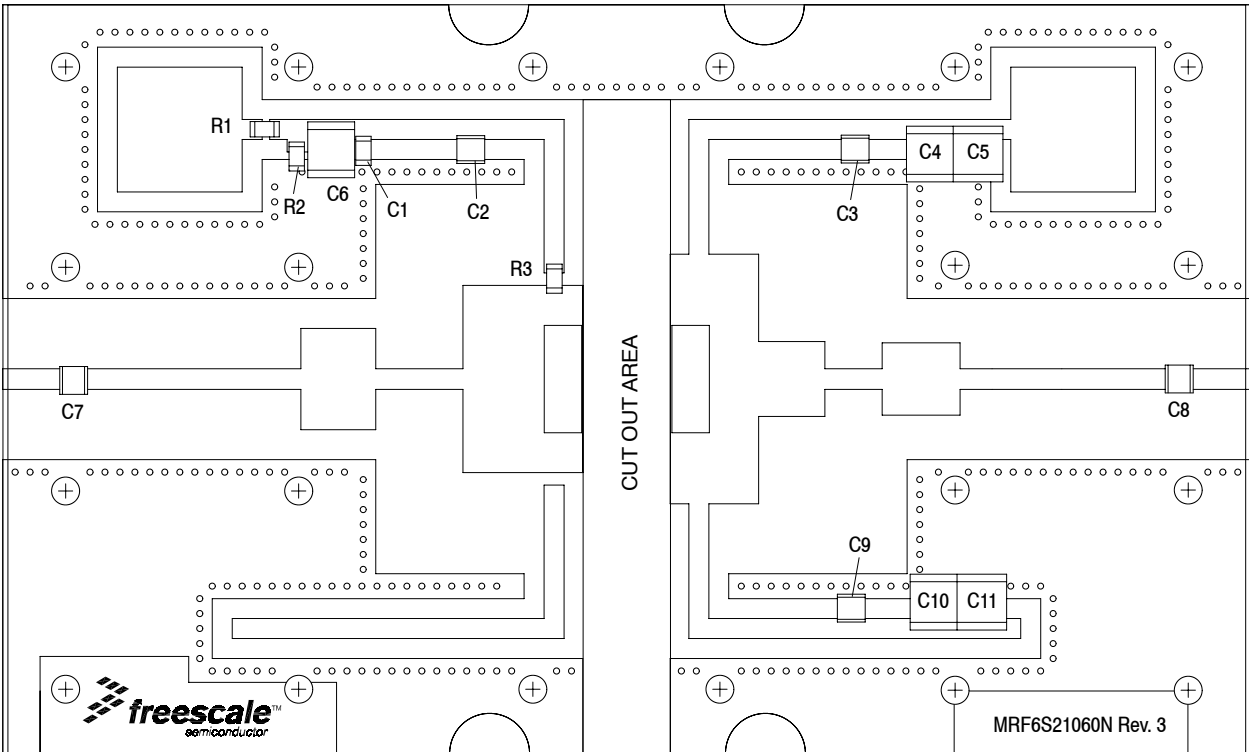 R1
R2
C6
C1
C2
R3
C3
C4
C5
C7
CUT OUT AREA
C8
C9
C10
C11
freescale™
semiconductor
MRF6S21060N Rev. 3